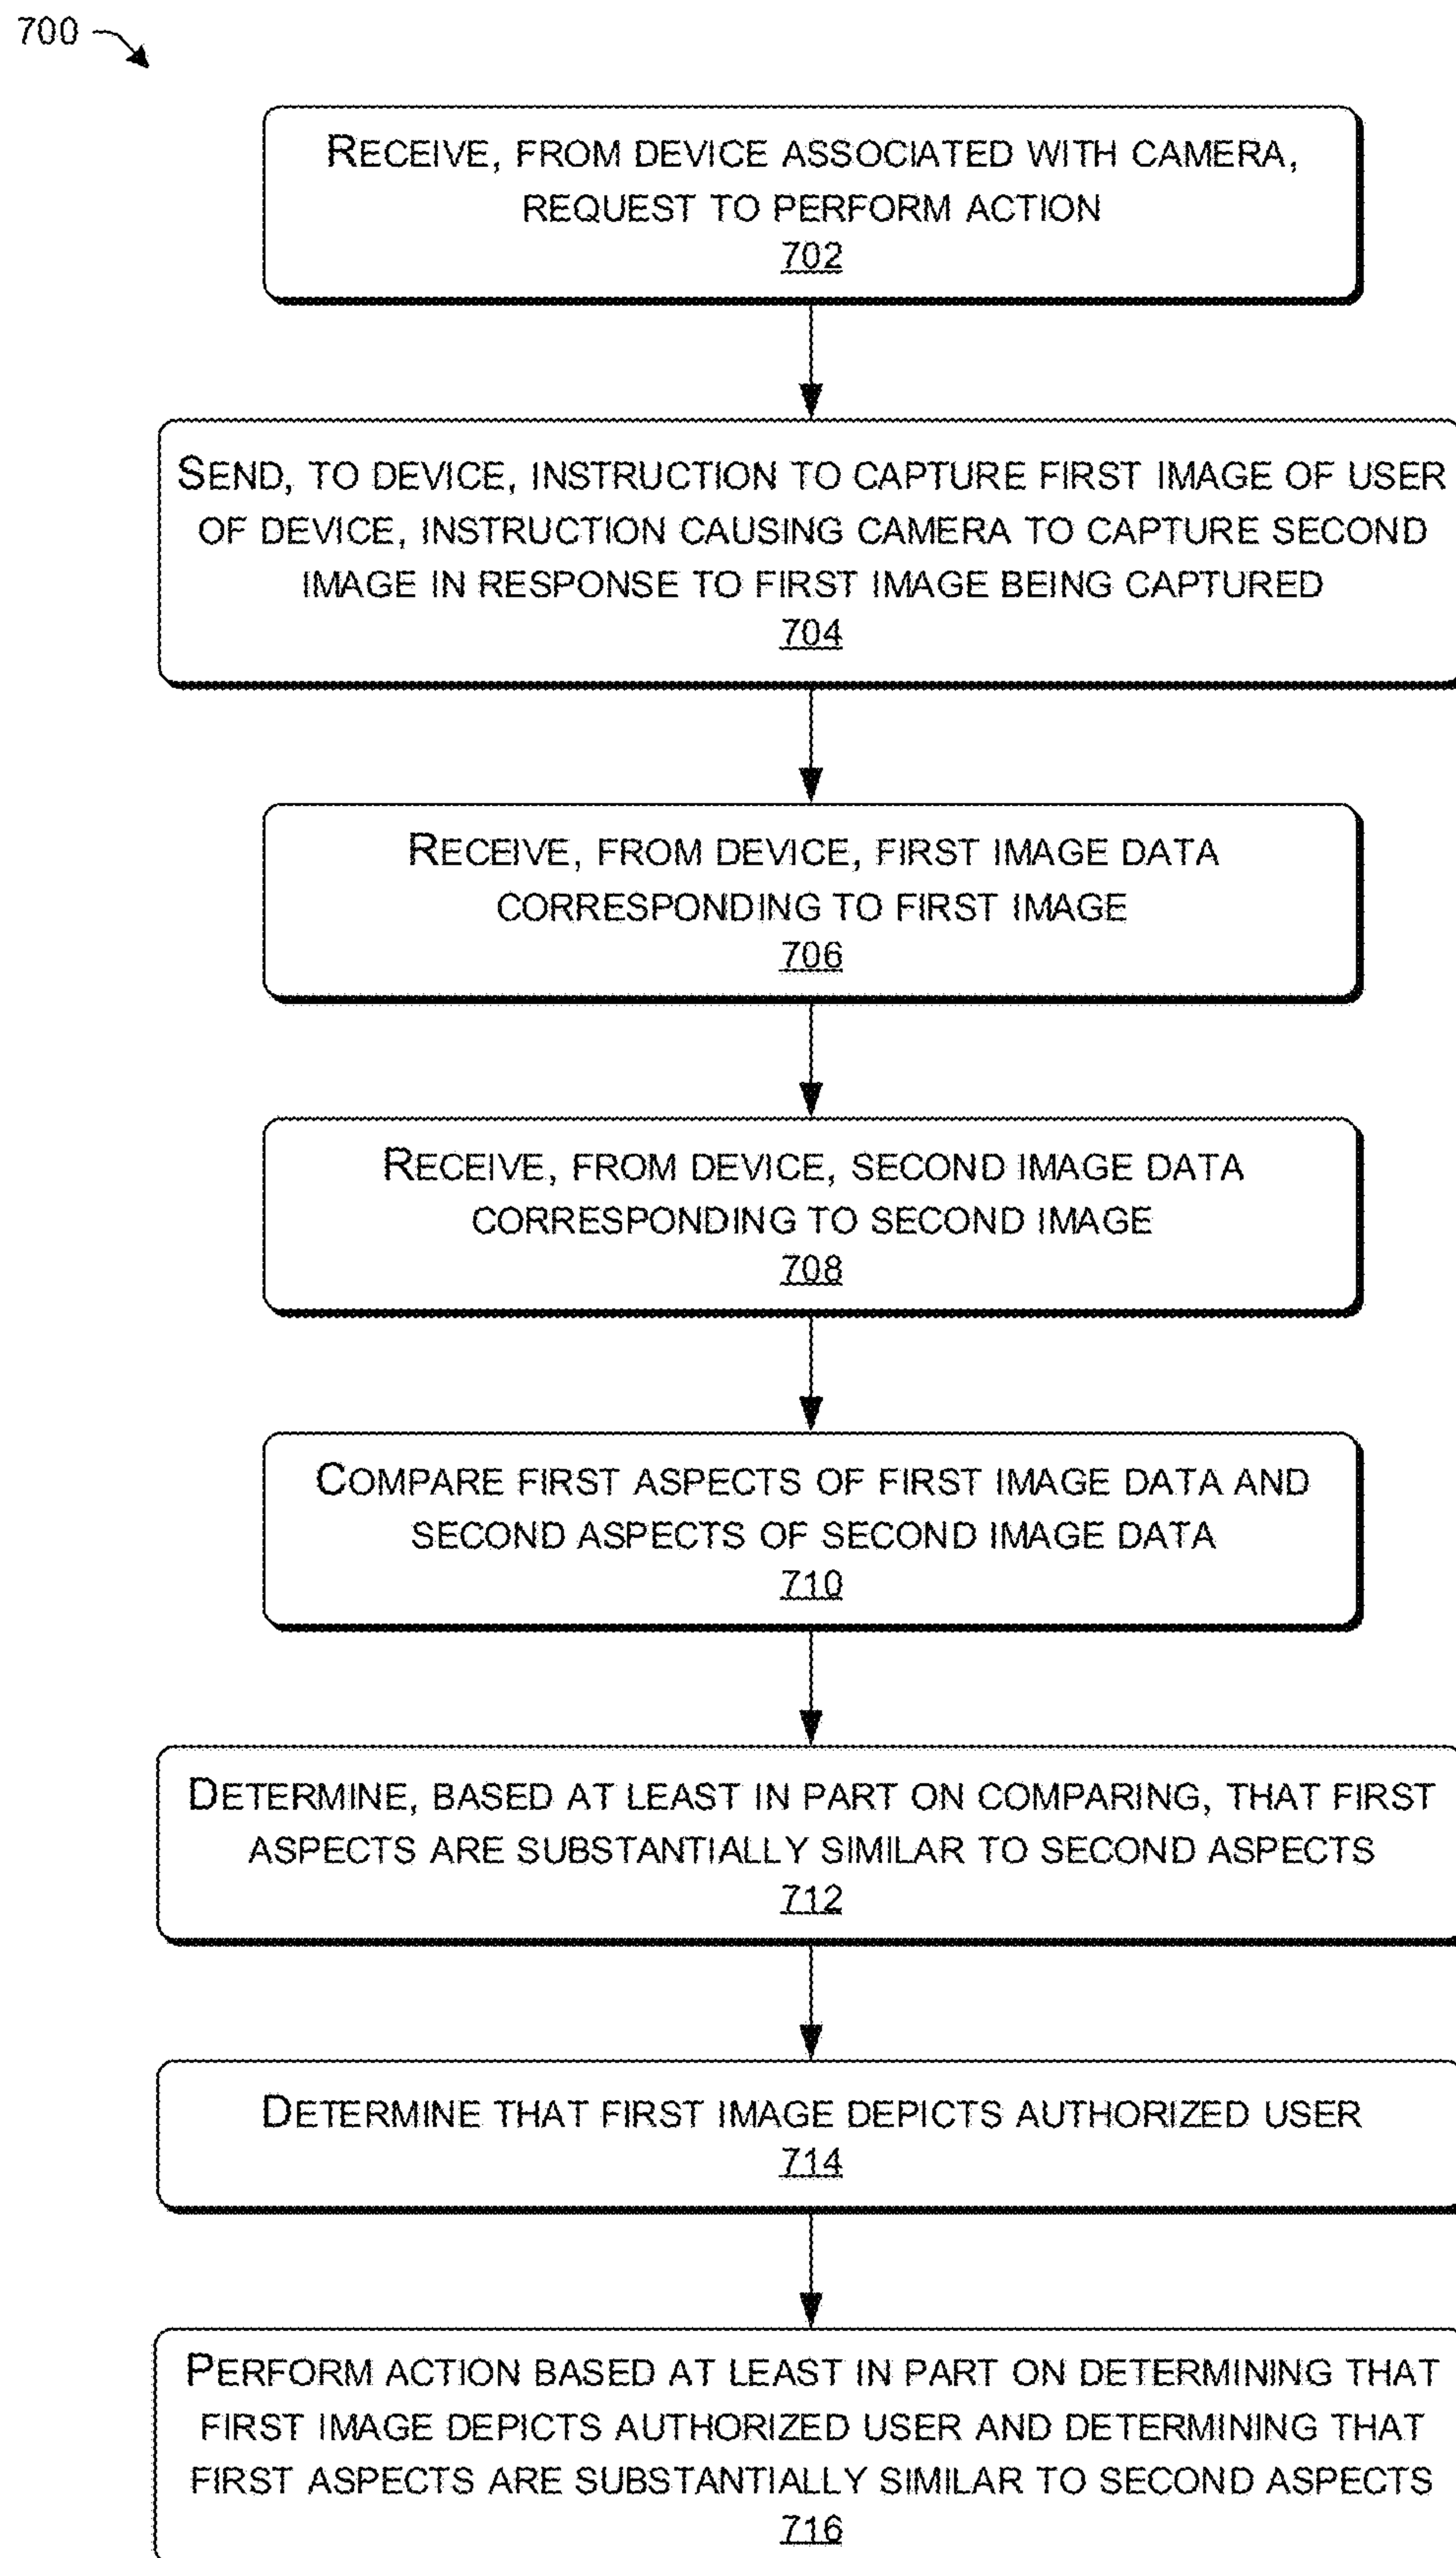 700
RECEIVE, FROM DEVICE ASSOCIATED WITH CAMERA,
REQUEST TO PERFORM ACTION
702
SEND, TO DEVICE, INSTRUCTION TO CAPTURE FIRST IMAGE OF USER
OF DEVICE, INSTRUCTION CAUSING CAMERA TO CAPTURE SECOND
IMAGE IN RESPONSE TO FIRST IMAGE BEING CAPTURED
704
RECEIVE, FROM DEVICE, FIRST IMAGE DATA
CORRESPONDING TO FIRST IMAGE
706
RECEIVE, FROM DEVICE, SECOND IMAGE DATA
CORRESPONDING TO SECOND IMAGE
708
COMPARE FIRST ASPECTS OF FIRST IMAGE DATA AND
SECOND ASPECTS OF SECOND IMAGE DATA
710
DETERMINE, BASED AT LEAST IN PART ON COMPARING, THAT FIRST
ASPECTS ARE SUBSTANTIALLY SIMILAR TO SECOND ASPECTS
712
DETERMINE THAT FIRST IMAGE DEPICTS AUTHORIZED USER
714
PERFORM ACTION BASED AT LEAST IN PART ON DETERMINING THAT
FIRST IMAGE DEPICTS AUTHORIZED USER AND DETERMINING THAT
FIRST ASPECTS ARE SUBSTANTIALLY SIMILAR TO SECOND ASPECTS
716